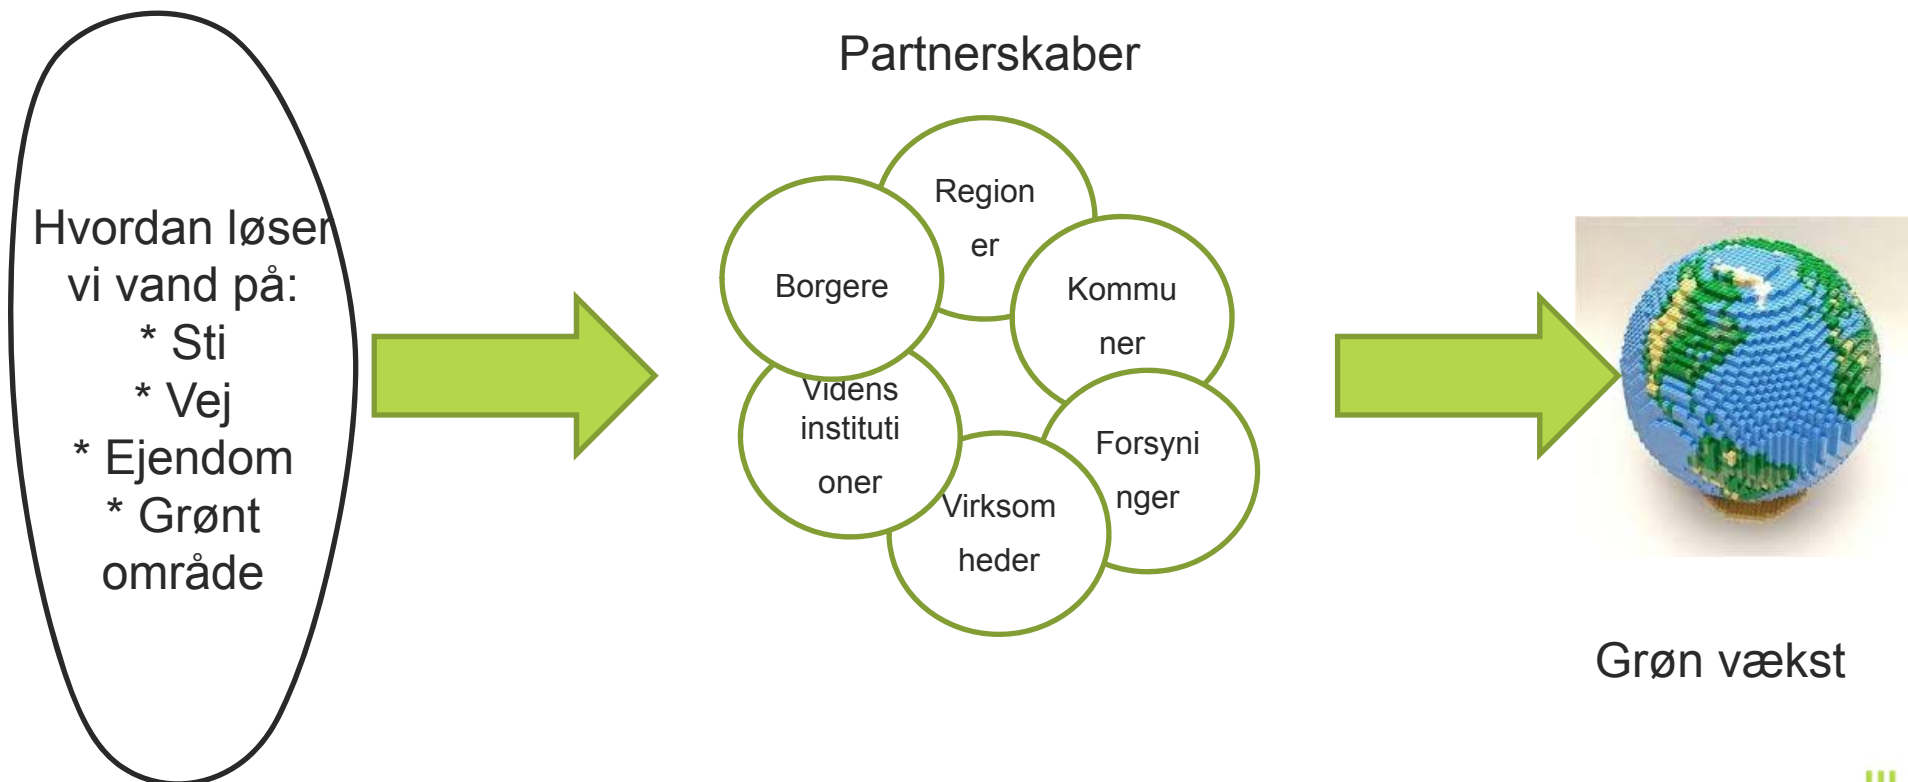 Hvordan løser
vi vand på:
* Sti
* Vej
* Ejendom
* Grønt
område
Partnerskaber
Region
er
Kommu
ner
Forsyni
nger
Virksom
heder
Videns
instituti
oner
Borgere
Grøn vækst